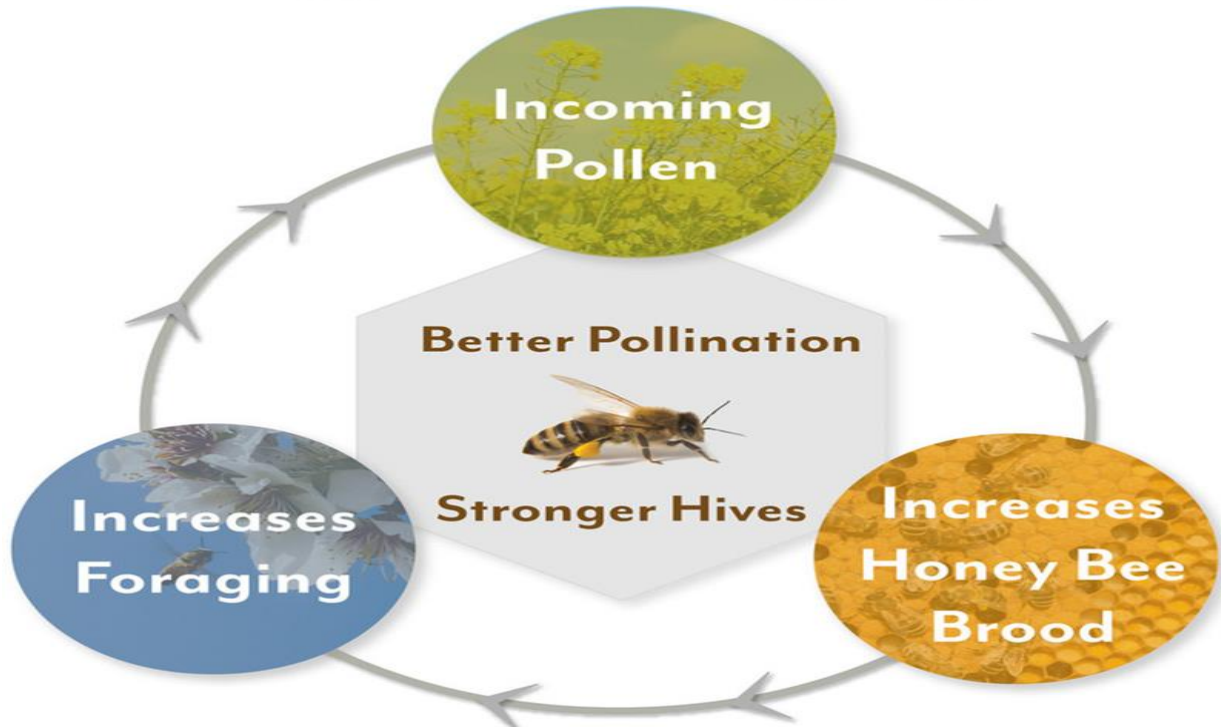 Incoming
Pollen
Better Pollination
Stronger Hives
Increases
Foraging
Increases
Honey Bee
Brood